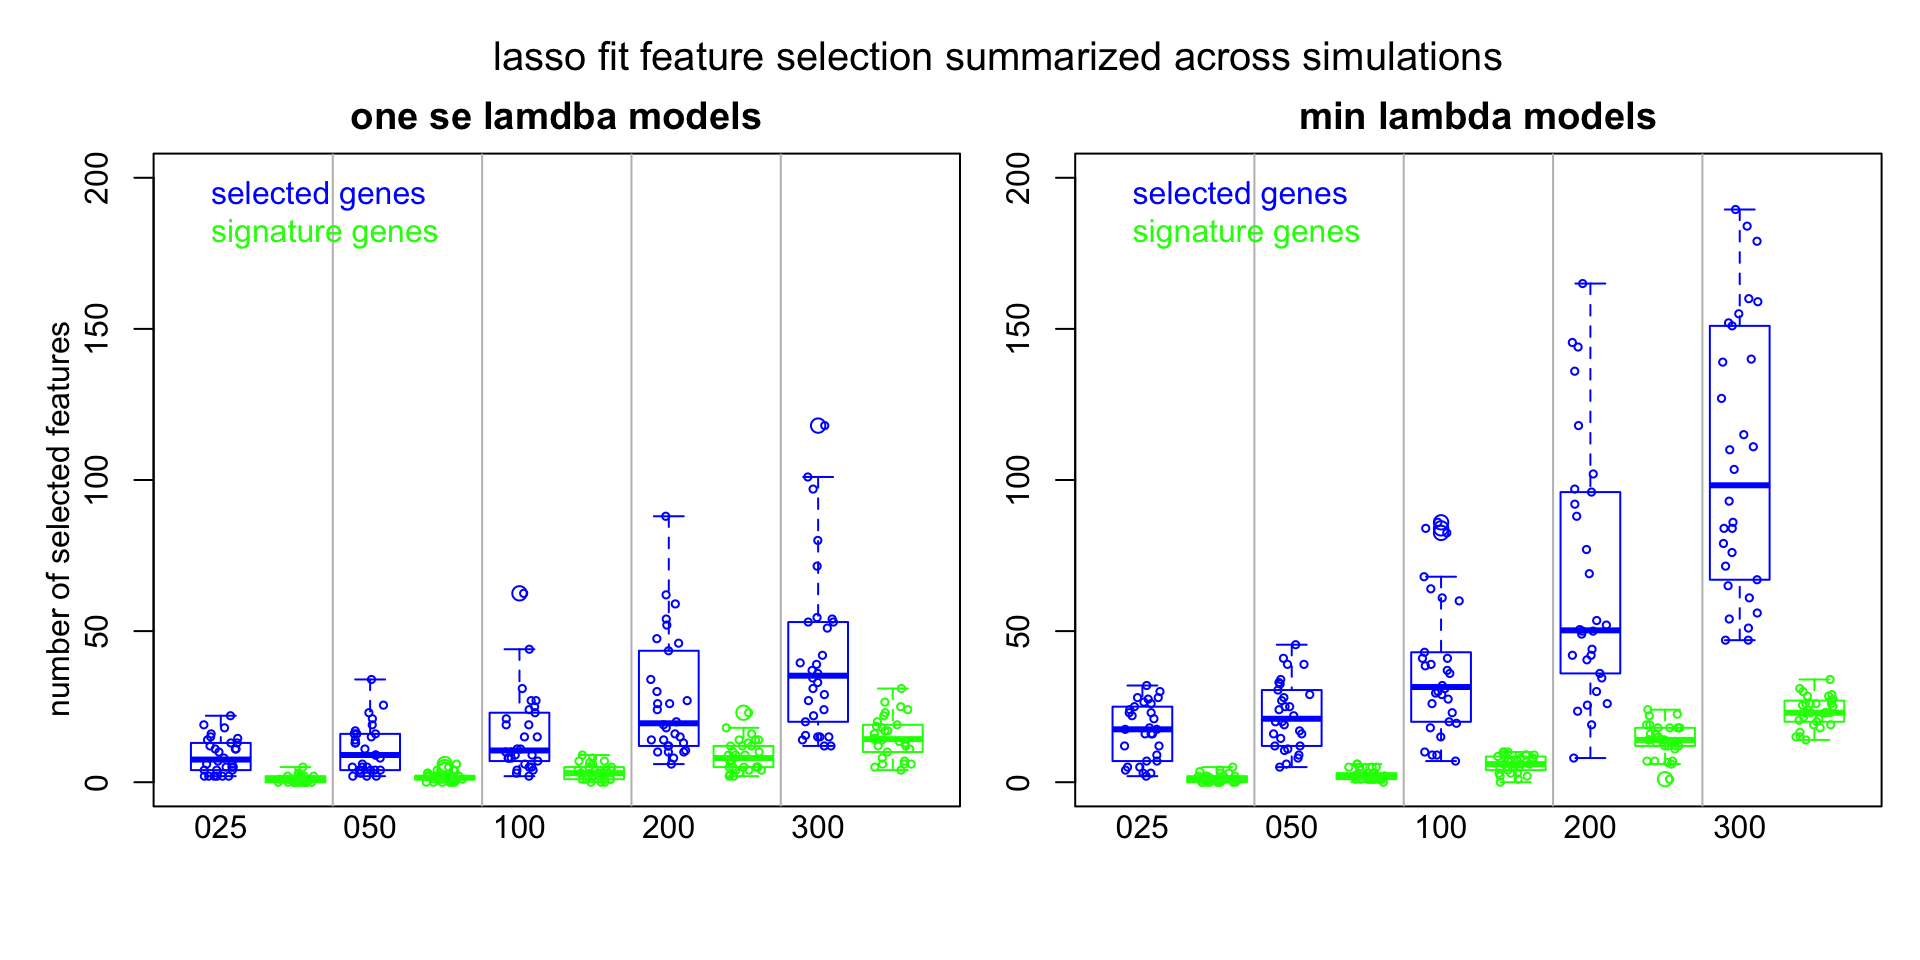 lasso fit feature selection summarized across simulations
one se lamdba models
min lambda models
number of selected features
200
150
100
50
0
selected genes
signature genes
025 050 100 200 300
200
150
100
50
0
selected genes
signature genes
025 050 100 200 300